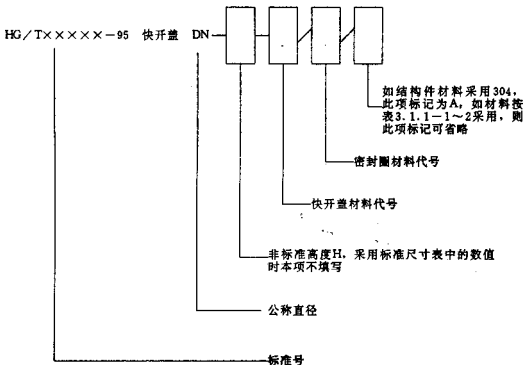 HG/T×××××-95 快开盖 DN
如结构件材料采用304,
此项标记为A,如材料按
表3.1.1-1~2采用,则
此项标记可省略
密封圈材料代号
快开盖材料代号
非标准高度H,采用标准尺寸表中的数值
时本项不填写
公称直径
标准号